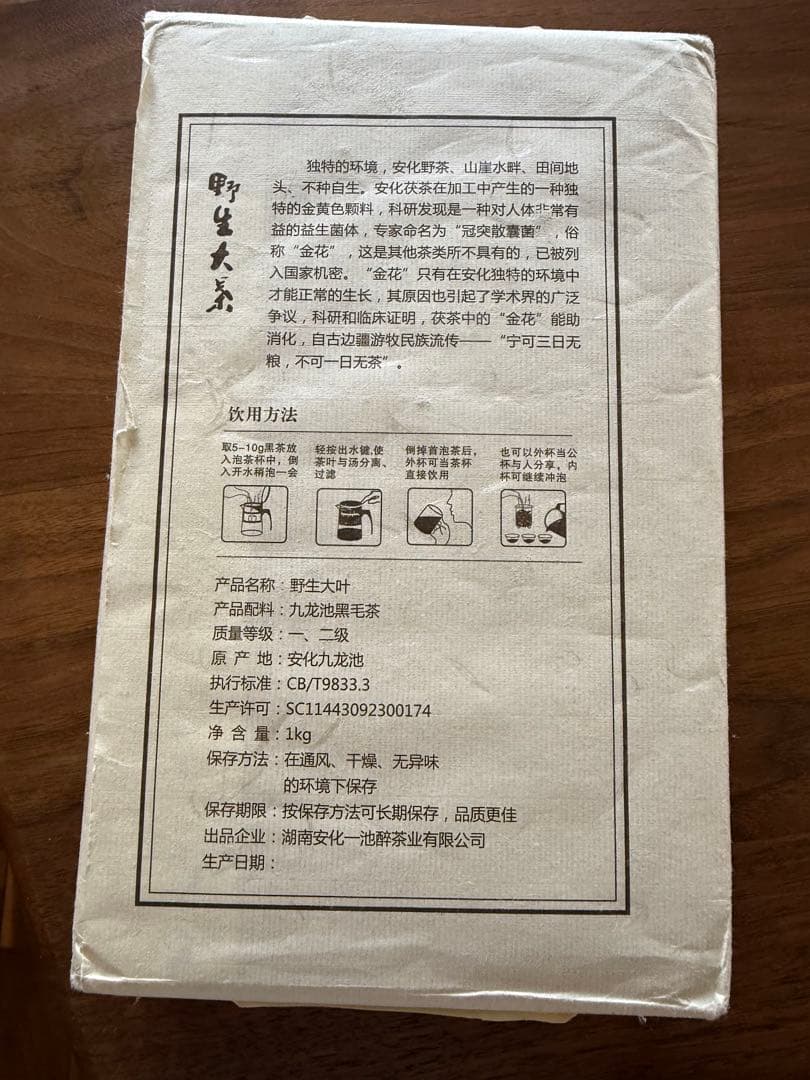 野生大茶
独特的环境，安化野茶、山崖水畔、田间地
头、不种自生。安化茯茶在加工中产生的一种独
特的金黄色颗料，科研发现是一种对人体非常有
益的益生菌体，专家命名为“冠突散囊菌”，俗
称“金花”，这是其他茶类所不具有的，已被列
入国家机密。“金花”只有在安化独特的环境中
才能正常的生长，其原因也引起了学术界的广泛
争议，科研和临床证明，茯茶中的“金花”能助
消化，自古边疆游牧民族流传——“宁可三日无
粮，不可一日无茶”。
饮用方法
取5-10g黑茶放
入泡茶杯中，倒
入开水稍泡一会
轻按出水键,使
茶叶与汤分离、
过滤
倒掉首泡茶后，
外杯可当茶杯
直接饮用
也可以外杯当公
杯与人分享，内
杯可继续冲泡
产品名称：野生大叶
产品配料：九龙池黑毛茶
质量等级：一、二级
原 产 地：安化九龙池
执行标准：CB/T9833.3
生产许可：SC11443092300174
净 含 量：1kg
保存方法：在通风、干燥、无异味
的环境下保存
保存期限：按保存方法可长期保存，品质更佳
出品企业：湖南安化一池醉茶业有限公司
生产日期：